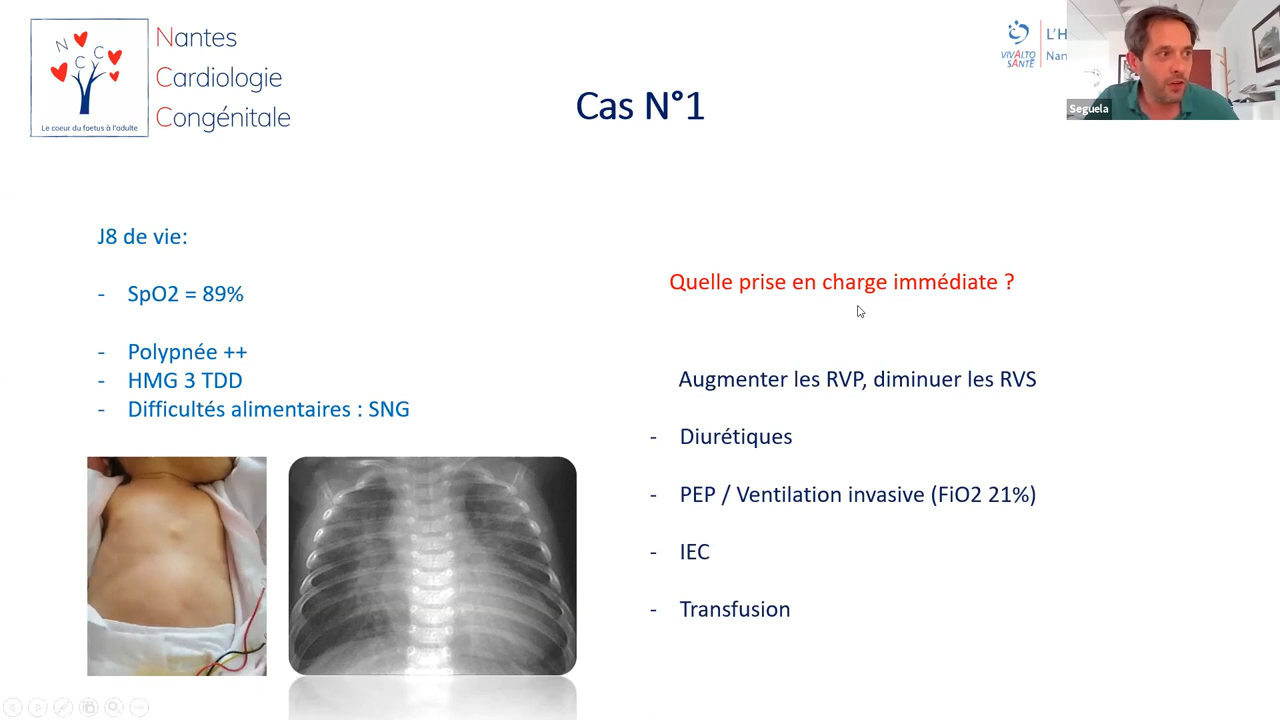 N C C C
Le coeur du foetus à l'adulte
Nantes
Cardiologie
Congénitale
Cas N°1
VIVALTO
SANTÉ
L'H
Nan
Seguela
J8 de vie:
- SpO2 = 89%
- Polypnée ++
- HMG 3 TDD
- Difficultés alimentaires : SNG
Quelle prise en charge immédiate ?
Augmenter les RVP, diminuer les RVS
- Diurétiques
- PEP / Ventilation invasive (FiO2 21%)
- IEC
- Transfusion